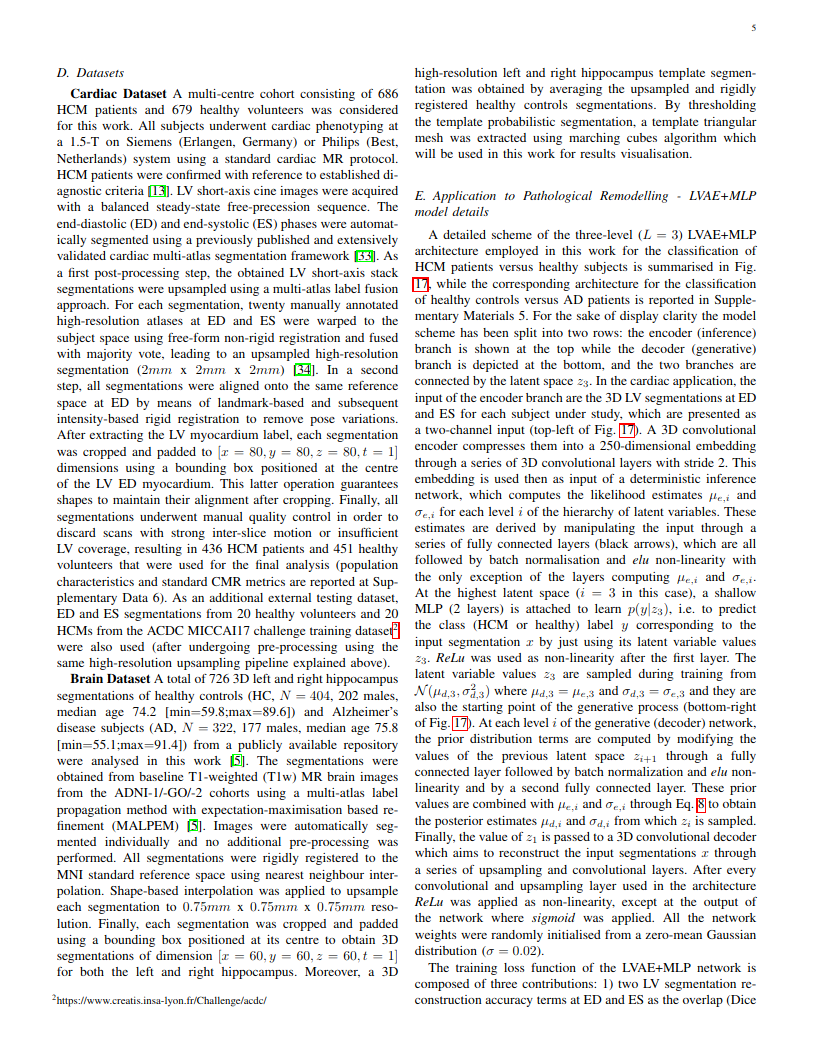 5
D. Datasets
Cardiac Dataset A multi-centre cohort consisting of 686
HCM patients and 679 healthy volunteers was considered
for this work. All subjects underwent cardiac phenotyping at
a 1.5-T on Siemens (Erlangen, Germany) or Philips (Best,
Netherlands) system using a standard cardiac MR protocol.
HCM patients were confirmed with reference to established di-
agnostic criteria [13]. LV short-axis cine images were acquired
with a balanced steady-state free-precession sequence. The
end-diastolic (ED) and end-systolic (ES) phases were automat-
ically segmented using a previously published and extensively
validated cardiac multi-atlas segmentation framework [33]. As
a first post-processing step, the obtained LV short-axis stack
segmentations were upsampled using a multi-atlas label fusion
approach. For each segmentation, twenty manually annotated
high-resolution atlases at ED and ES were warped to the
subject space using free-form non-rigid registration and fused
with majority vote, leading to an upsampled high-resolution
segmentation (2mm x 2mm x 2mm) [34]. In a second
step, all segmentations were aligned onto the same reference
space at ED by means of landmark-based and subsequent
intensity-based rigid registration to remove pose variations.
After extracting the LV myocardium label, each segmentation
was cropped and padded to [x = 80, y = 80, z = 80, t = 1]
dimensions using a bounding box positioned at the centre
of the LV ED myocardium. This latter operation guarantees
shapes to maintain their alignment after cropping. Finally, all
segmentations underwent manual quality control in order to
discard scans with strong inter-slice motion or insufficient
LV coverage, resulting in 436 HCM patients and 451 healthy
volunteers that were used for the final analysis (population
characteristics and standard CMR metrics are reported at Sup-
plementary Data 6). As an additional external testing dataset,
ED and ES segmentations from 20 healthy volunteers and 20
HCMs from the ACDC MICCAI17 challenge training dataset2
were also used (after undergoing pre-processing using the
same high-resolution upsampling pipeline explained above).
Brain Dataset A total of 726 3D left and right hippocampus
segmentations of healthy controls (HC, N = 404, 202 males,
median age 74.2 [min=59.8;max=89.6]) and Alzheimer's
disease subjects (AD, N = 322, 177 males, median age 75.8
[min=55.1;max=91.4]) from a publicly available repository
were analysed in this work [5]. The segmentations were
obtained from baseline T1-weighted (T1w) MR brain images
from the ADNI-1/-GO/-2 cohorts using a multi-atlas label
propagation method with expectation-maximisation based re-
finement (MALPEM) [5]. Images were automatically seg-
mented individually and no additional pre-processing was
performed. All segmentations were rigidly registered to the
MNI standard reference space using nearest neighbour inter-
polation. Shape-based interpolation was applied to upsample
each segmentation to 0.75mm x 0.75mm x 0.75mm reso-
lution. Finally, each segmentation was cropped and padded
using a bounding box positioned at its centre to obtain 3D
segmentations of dimension [x = 60, y = 60, z = 60, t = 1]
for both the left and right hippocampus. Moreover, a 3D
2https://www.creatis.insa-lyon.fr/Challenge/acdc/
high-resolution left and right hippocampus template segmen-
tation was obtained by averaging the upsampled and rigidly
registered healthy controls segmentations. By thresholding
the template probabilistic segmentation, a template triangular
mesh was extracted using marching cubes algorithm which
will be used in this work for results visualisation.
E. Application to Pathological Remodelling - LVAE+MLP
model details
A detailed scheme of the three-level (L = 3) LVAE+MLP
architecture employed in this work for the classification of
HCM patients versus healthy subjects is summarised in Fig.
17, while the corresponding architecture for the classification
of healthy controls versus AD patients is reported in Supple-
mentary Materials 5. For the sake of display clarity the model
scheme has been split into two rows: the encoder (inference)
branch is shown at the top while the decoder (generative)
branch is depicted at the bottom, and the two branches are
connected by the latent space z3. In the cardiac application, the
input of the encoder branch are the 3D LV segmentations at ED
and ES for each subject under study, which are presented as
a two-channel input (top-left of Fig. 17). A 3D convolutional
encoder compresses them into a 250-dimensional embedding
through a series of 3D convolutional layers with stride 2. This
embedding is used then as input of a deterministic inference
network, which computes the likelihood estimates μe,i and
σe,i for each level i of the hierarchy of latent variables. These
estimates are derived by manipulating the input through a
series of fully connected layers (black arrows), which are all
followed by batch normalisation and elu non-linearity with
the only exception of the layers computing μe,i and σe,i.
At the highest latent space (i = 3 in this case), a shallow
MLP (2 layers) is attached to learn p(y|z3), i.e. to predict
the class (HCM or healthy) label y corresponding to the
input segmentation x by just using its latent variable values
z3. ReLu was used as non-linearity after the first layer. The
latent variable values z3 are sampled during training from
N(μd,3, σ²d,3) where μd,3 = μe,3 and σd,3 = σe,3 and they are
also the starting point of the generative process (bottom-right
of Fig. 17). At each level i of the generative (decoder) network,
the prior distribution terms are computed by modifying the
values of the previous latent space zi+1 through a fully
connected layer followed by batch normalization and elu non-
linearity and by a second fully connected layer. These prior
values are combined with μe,i and σe,i through Eq. 8 to obtain
the posterior estimates μd,i and σd,i from which zi is sampled.
Finally, the value of z1 is passed to a 3D convolutional decoder
which aims to reconstruct the input segmentations x through
a series of upsampling and convolutional layers. After every
convolutional and upsampling layer used in the architecture
ReLu was applied as non-linearity, except at the output of
the network where sigmoid was applied. All the network
weights were randomly initialised from a zero-mean Gaussian
distribution (σ = 0.02).
The training loss function of the LVAE+MLP network is
composed of three contributions: 1) two LV segmentation re-
construction accuracy terms at ED and ES as the overlap (Dice